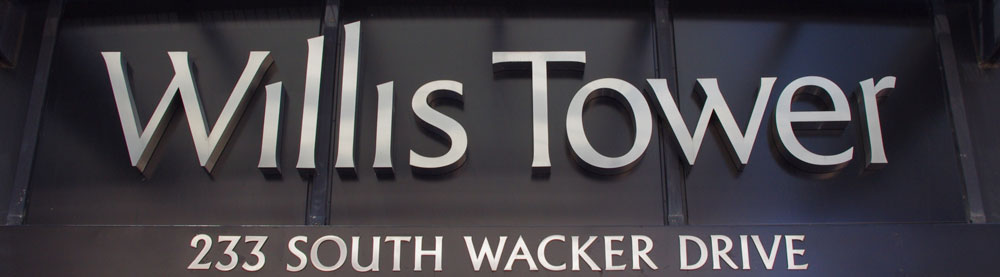 Willis Tower
233 SOUTH WACKER DRIVE